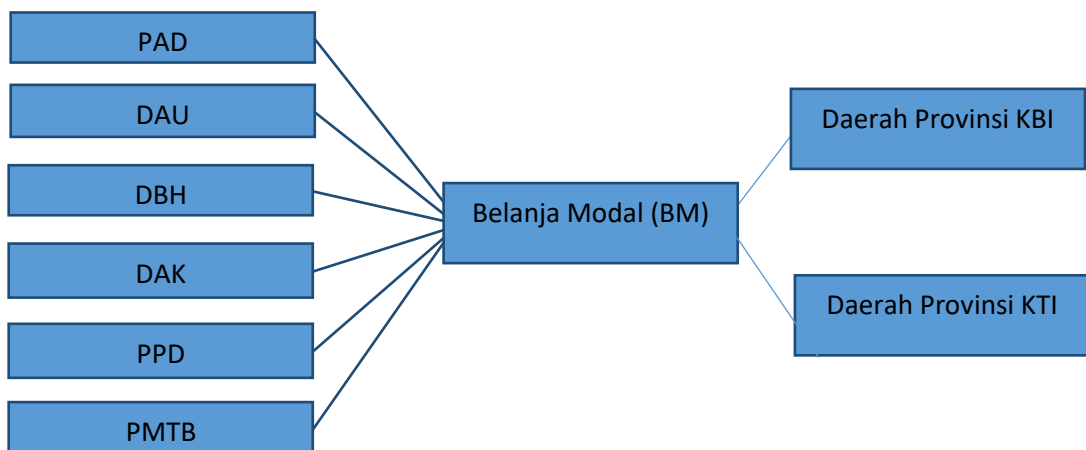 PAD
DAU
DBH
DAK
PPD
PMTB
Belanja Modal (BM)
Daerah Provinsi KBI
Daerah Provinsi KTI